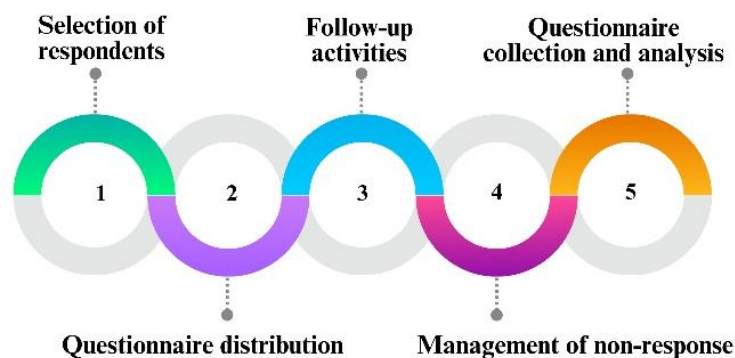 Selection of
respondents
Follow-up
activities
Questionnaire
collection and analysis
1
2
3
4
5
Questionnaire distribution
Management of non-response